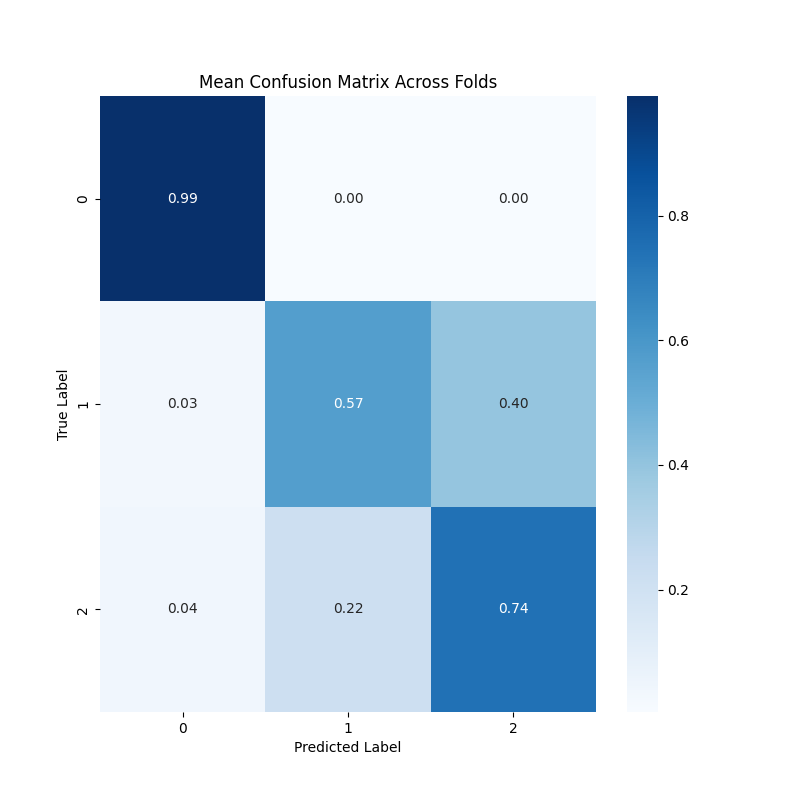 Mean Confusion Matrix Across Folds
0 0.99 0.00 0.00
1 0.03 0.57 0.40
2 0.04 0.22 0.74
0 1 2
True Label
Predicted Label
0.8
0.6
0.4
0.2